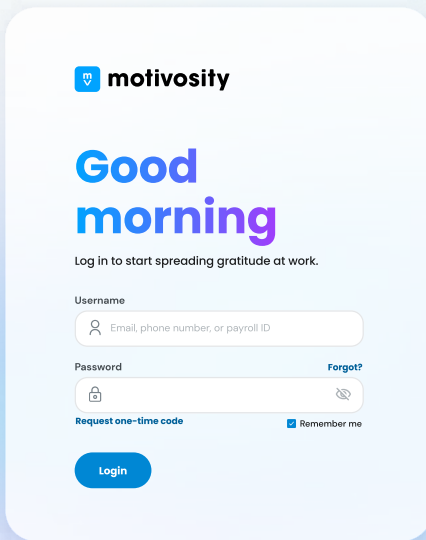 mv
motivosity
Good
morning
Log in to start spreading gratitude at work.
Username
Email, phone number, or payroll ID
Password Forgot?
Request one-time code Remember me
Login